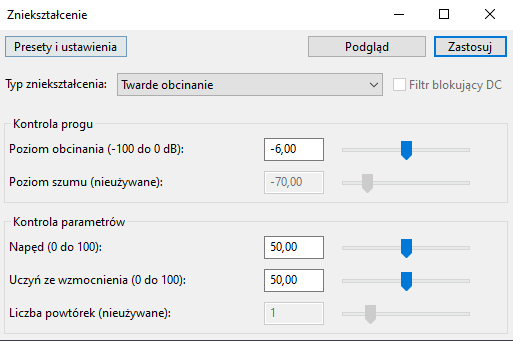 Zniekształcenie
Presety i ustawienia
Podgląd
Zastosuj
Typ zniekształcenia:
Twarde obcinanie
Filtr blokujący DC
Kontrola progu
Poziom obcinania (-100 do 0 dB):
-6,00
Poziom szumu (nieużywane):
-70,00
Kontrola parametrów
Napęd (0 do 100):
50,00
Uczyń ze wzmocnienia (0 do 100):
50,00
Liczba powtórek (nieużywane):
1